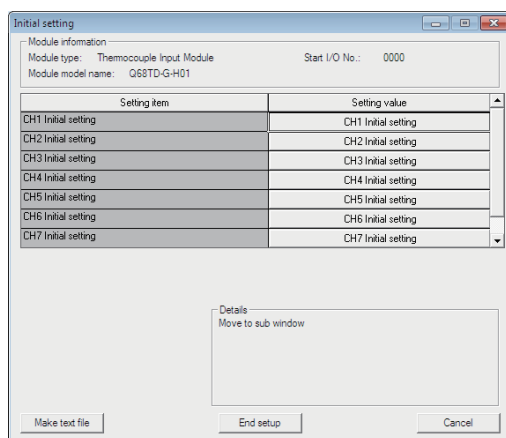 Initial setting
Module information
Module type: Thermocouple Input Module Start I/O No.: 0000
Module model name: Q68TD-G-H01
Setting item Setting value
CH1 Initial setting CH1 Initial setting
CH2 Initial setting CH2 Initial setting
CH3 Initial setting CH3 Initial setting
CH4 Initial setting CH4 Initial setting
CH5 Initial setting CH5 Initial setting
CH6 Initial setting CH6 Initial setting
CH7 Initial setting CH7 Initial setting
Details
Move to sub window
Make text file End setup Cancel